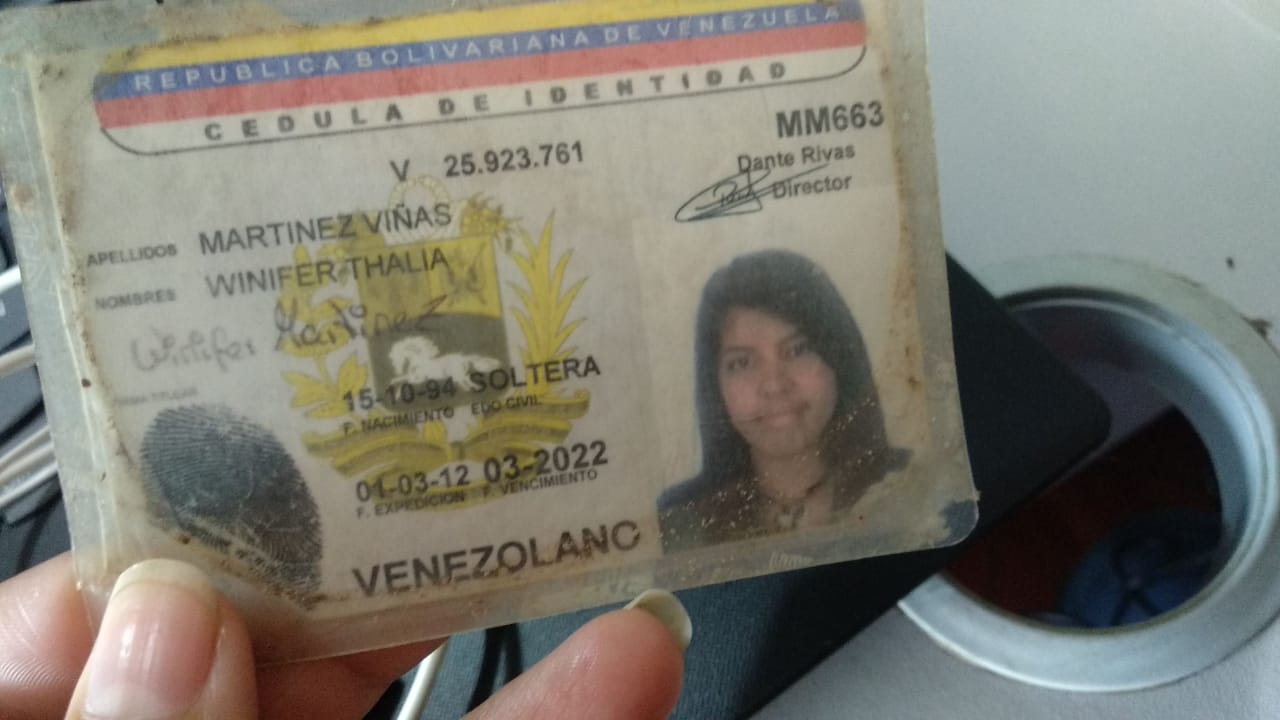 REPUBLICA BOLIVARIANA DE VENEZUELA
CEDULA DE IDENTIDAD
MM663
V 25.923.761
Dante Rivas
Director
APELLIDOS MARTINEZ VIÑAS
NOMBRES WINIFER THALIA
Winifer Martinez
FIRMA TITULAR
15-10-94 SOLTERA
F. NACIMIENTO EDO CIVIL
01-03-12 03-2022
F. EXPEDICION F. VENCIMIENTO
VENEZOLANO